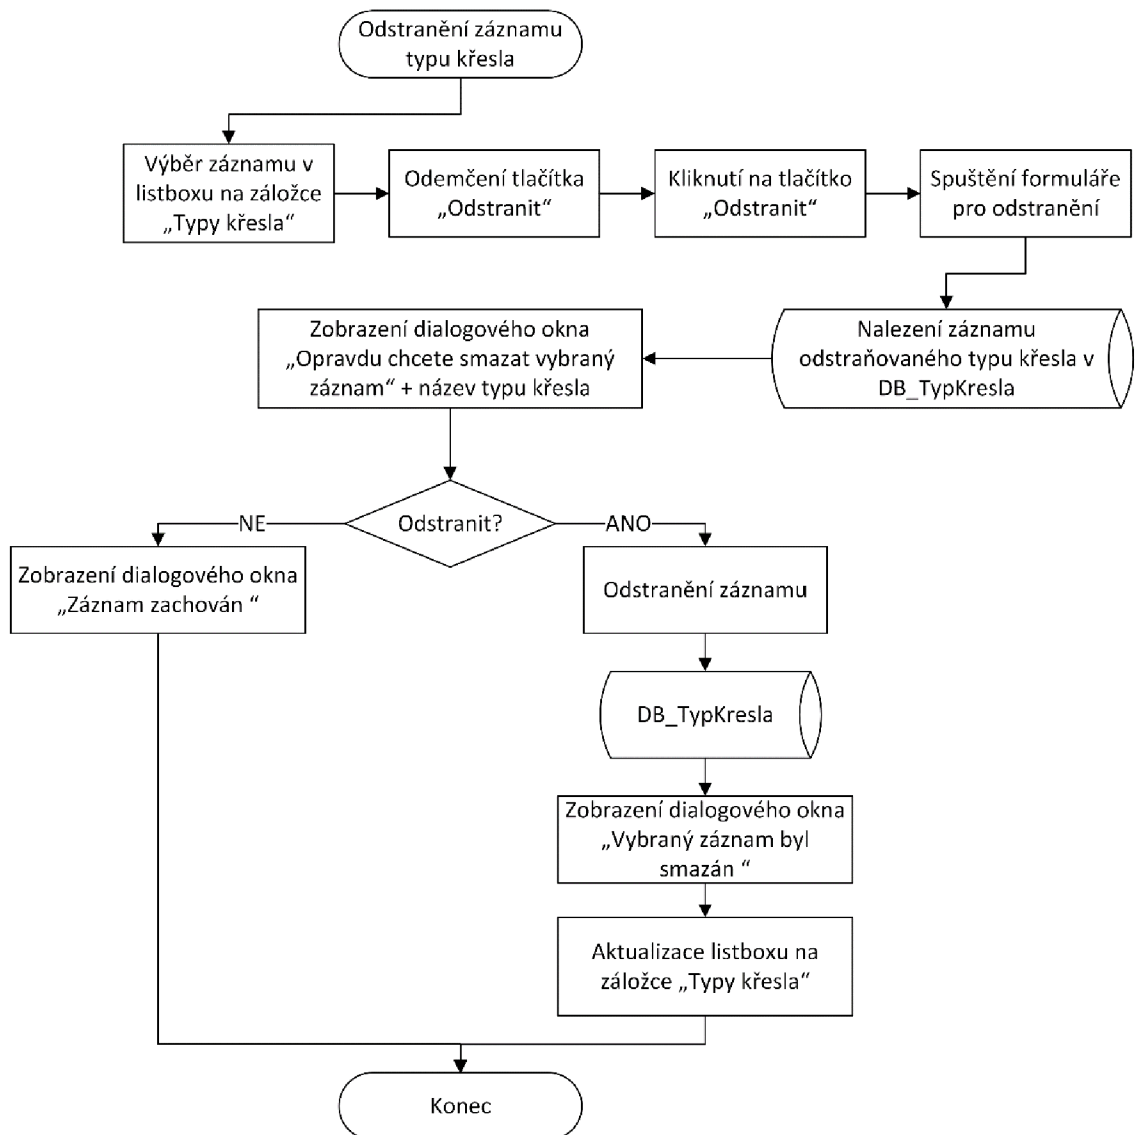 Odstranění záznamu
typu křesla
Výběr záznamu v
listboxu na záložce
„Typy křesla“
Odemčení tlačítka
„Odstranit“
Kliknutí na tlačítko
„Odstranit“
Spuštění formuláře
pro odstranění
Nalezení záznamu
odstraňovaného typu křesla v
DB_TypKresla
Zobrazení dialogového okna
„Opravdu chcete smazat vybraný
záznam“ + název typu křesla
Odstranit?
NE
ANO
Zobrazení dialogového okna
„Záznam zachován “
Odstranění záznamu
DB_TypKresla
Zobrazení dialogového okna
„Vybraný záznam byl
smazán “
Aktualizace listboxu na
záložce „Typy křesla“
Konec